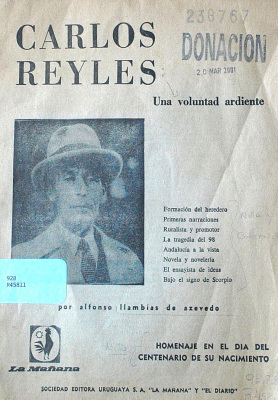 CARLOS
REYLES
238767
DONACION
20 MAR 2001
Una voluntad ardiente
Formación del heredero
Primeras narraciones
Ruralista y promotor
La tragedia del 98
Andalucía a la vista
Novela y novelería
El ensayista de ideas
Bajo el signo de Scorpio
928
R45811
por alfonso llambías de azevedo
La Mañana
HOMENAJE EN EL DIA DEL
CENTENARIO DE SU NACIMIENTO
SOCIEDAD EDITORA URUGUAYA S. A. "LA MAÑANA" Y "EL DIARIO"